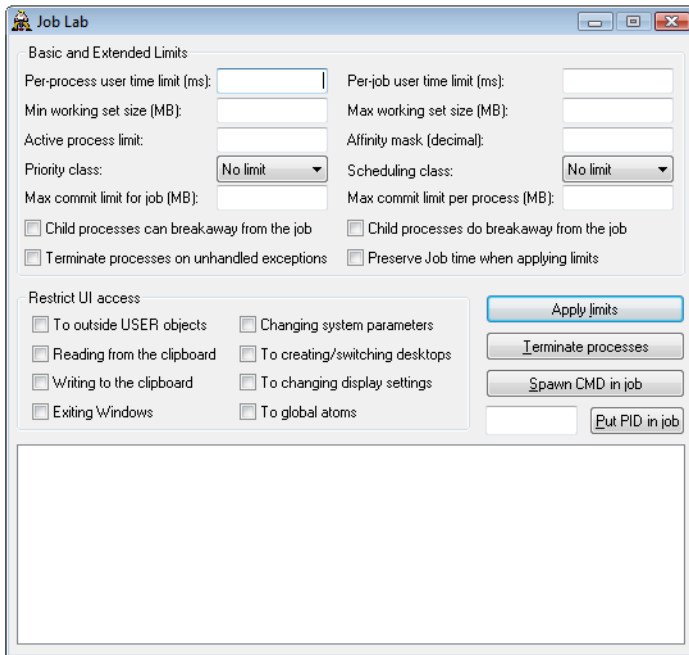 Job Lab
Basic and Extended Limits
Per-process user time limit (ms):
Per-job user time limit (ms):
Min working set size (MB):
Max working set size (MB):
Active process limit:
Affinity mask (decimal):
Priority class:
No limit
Scheduling class:
No limit
Max commit limit for job (MB):
Max commit limit per process (MB):
Child processes can breakaway from the job
Child processes do breakaway from the job
Terminate processes on unhandled exceptions
Preserve Job time when applying limits
Restrict UI access
To outside USER objects
Changing system parameters
Reading from the clipboard
To creating/switching desktops
Writing to the clipboard
To changing display settings
Exiting Windows
To global atoms
Apply limits
Terminate processes
Spawn CMD in job
Put PID in job